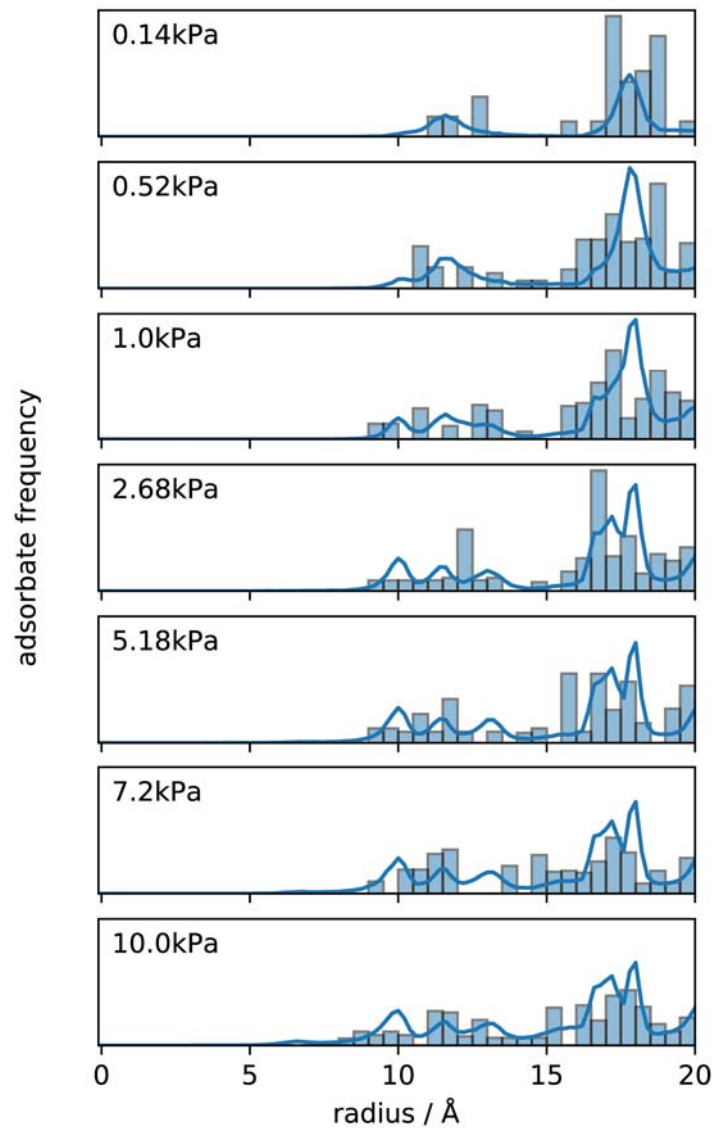 0.14kPa
0.52kPa
1.0kPa
2.68kPa
5.18kPa
7.2kPa
10.0kPa
adsorbate frequency
0 5 10 15 20
radius / Å